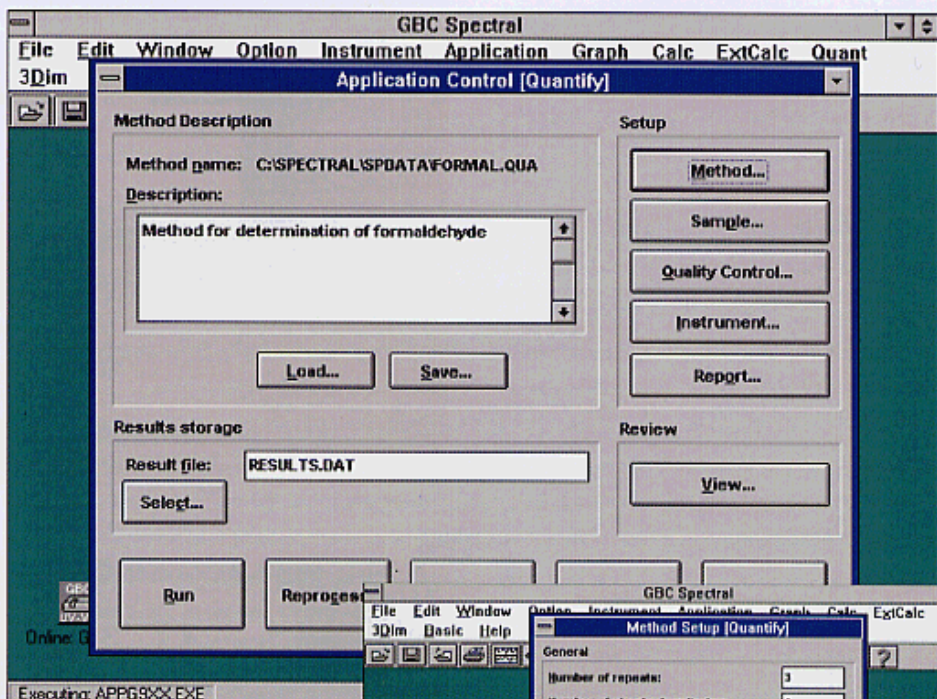 GBC Spectral
File Edit Window Option Instrument Application Graph Calc ExtCalc Quant
3Dim
Application Control [Quantify]
Method Description
Method name: C:\SPECTRAL\SPDATA\FORMAL.QUA
Description:
Method for determination of formaldehyde
Load...
Save...
Setup
Method...
Sample...
Quality Control...
Instrument...
Report...
Results storage
Result file: RESULTS.DAT
Select...
Review
View...
Run
Reprocess
Online: G
Executing: APPG9XX.EXE
GBC Spectral
File Edit Window Option Instrument Application Graph Calc ExtCalc
3Dim Basic Help
Method Setup [Quantify]
General
Number of repeats: 3
?